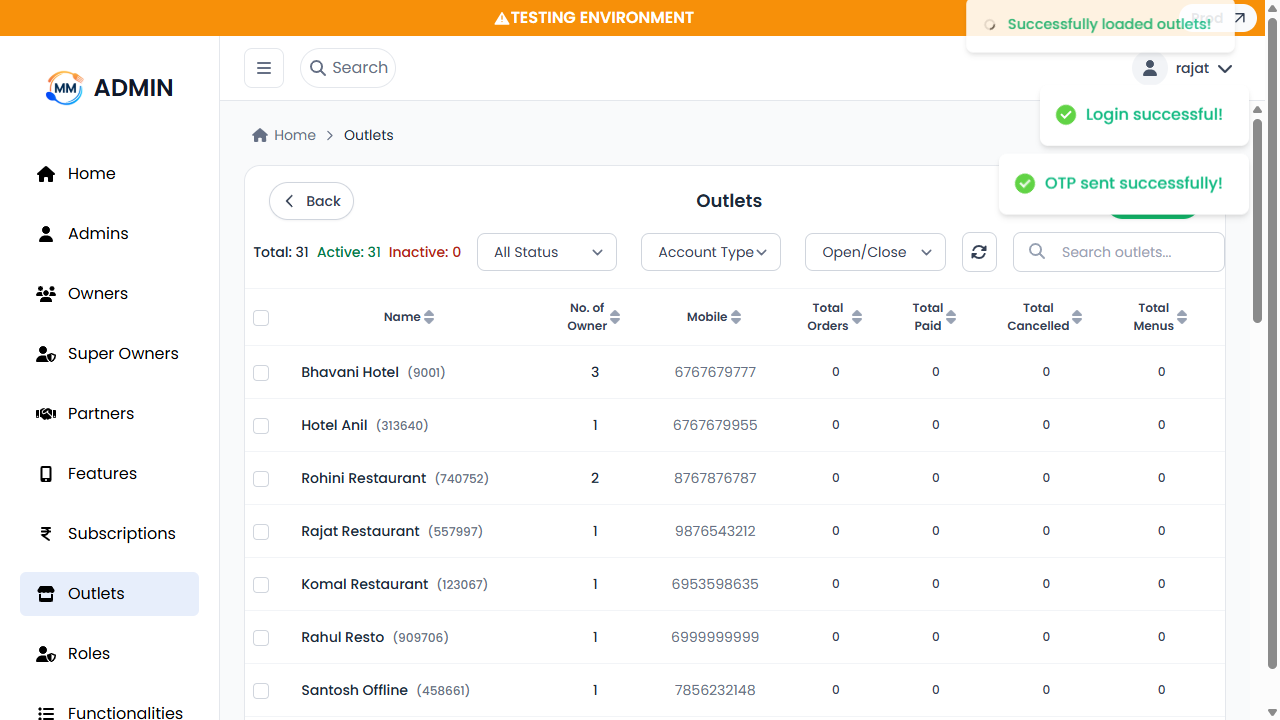 TESTING ENVIRONMENT
Prod
Successfully loaded outlets!
MM ADMIN
Search
rajat
Login successful!
OTP sent successfully!
Home
Admins
Owners
Super Owners
Partners
Features
Subscriptions
Outlets
Roles
Functionalities
Home > Outlets
Back
Outlets
Total: 31 Active: 31 Inactive: 0 All Status Account Type Open/Close Search outlets...
Name No. of Owner Mobile Total Orders Total Paid Total Cancelled Total Menus
Bhavani Hotel (9001) 3 6767679777 0 0 0 0
Hotel Anil (313640) 1 6767679955 0 0 0 0
Rohini Restaurant (740752) 2 8767876787 0 0 0 0
Rajat Restaurant (557997) 1 9876543212 0 0 0 0
Komal Restaurant (123067) 1 6953598635 0 0 0 0
Rahul Resto (909706) 1 6999999999 0 0 0 0
Santosh Offline (458661) 1 7856232148 0 0 0 0